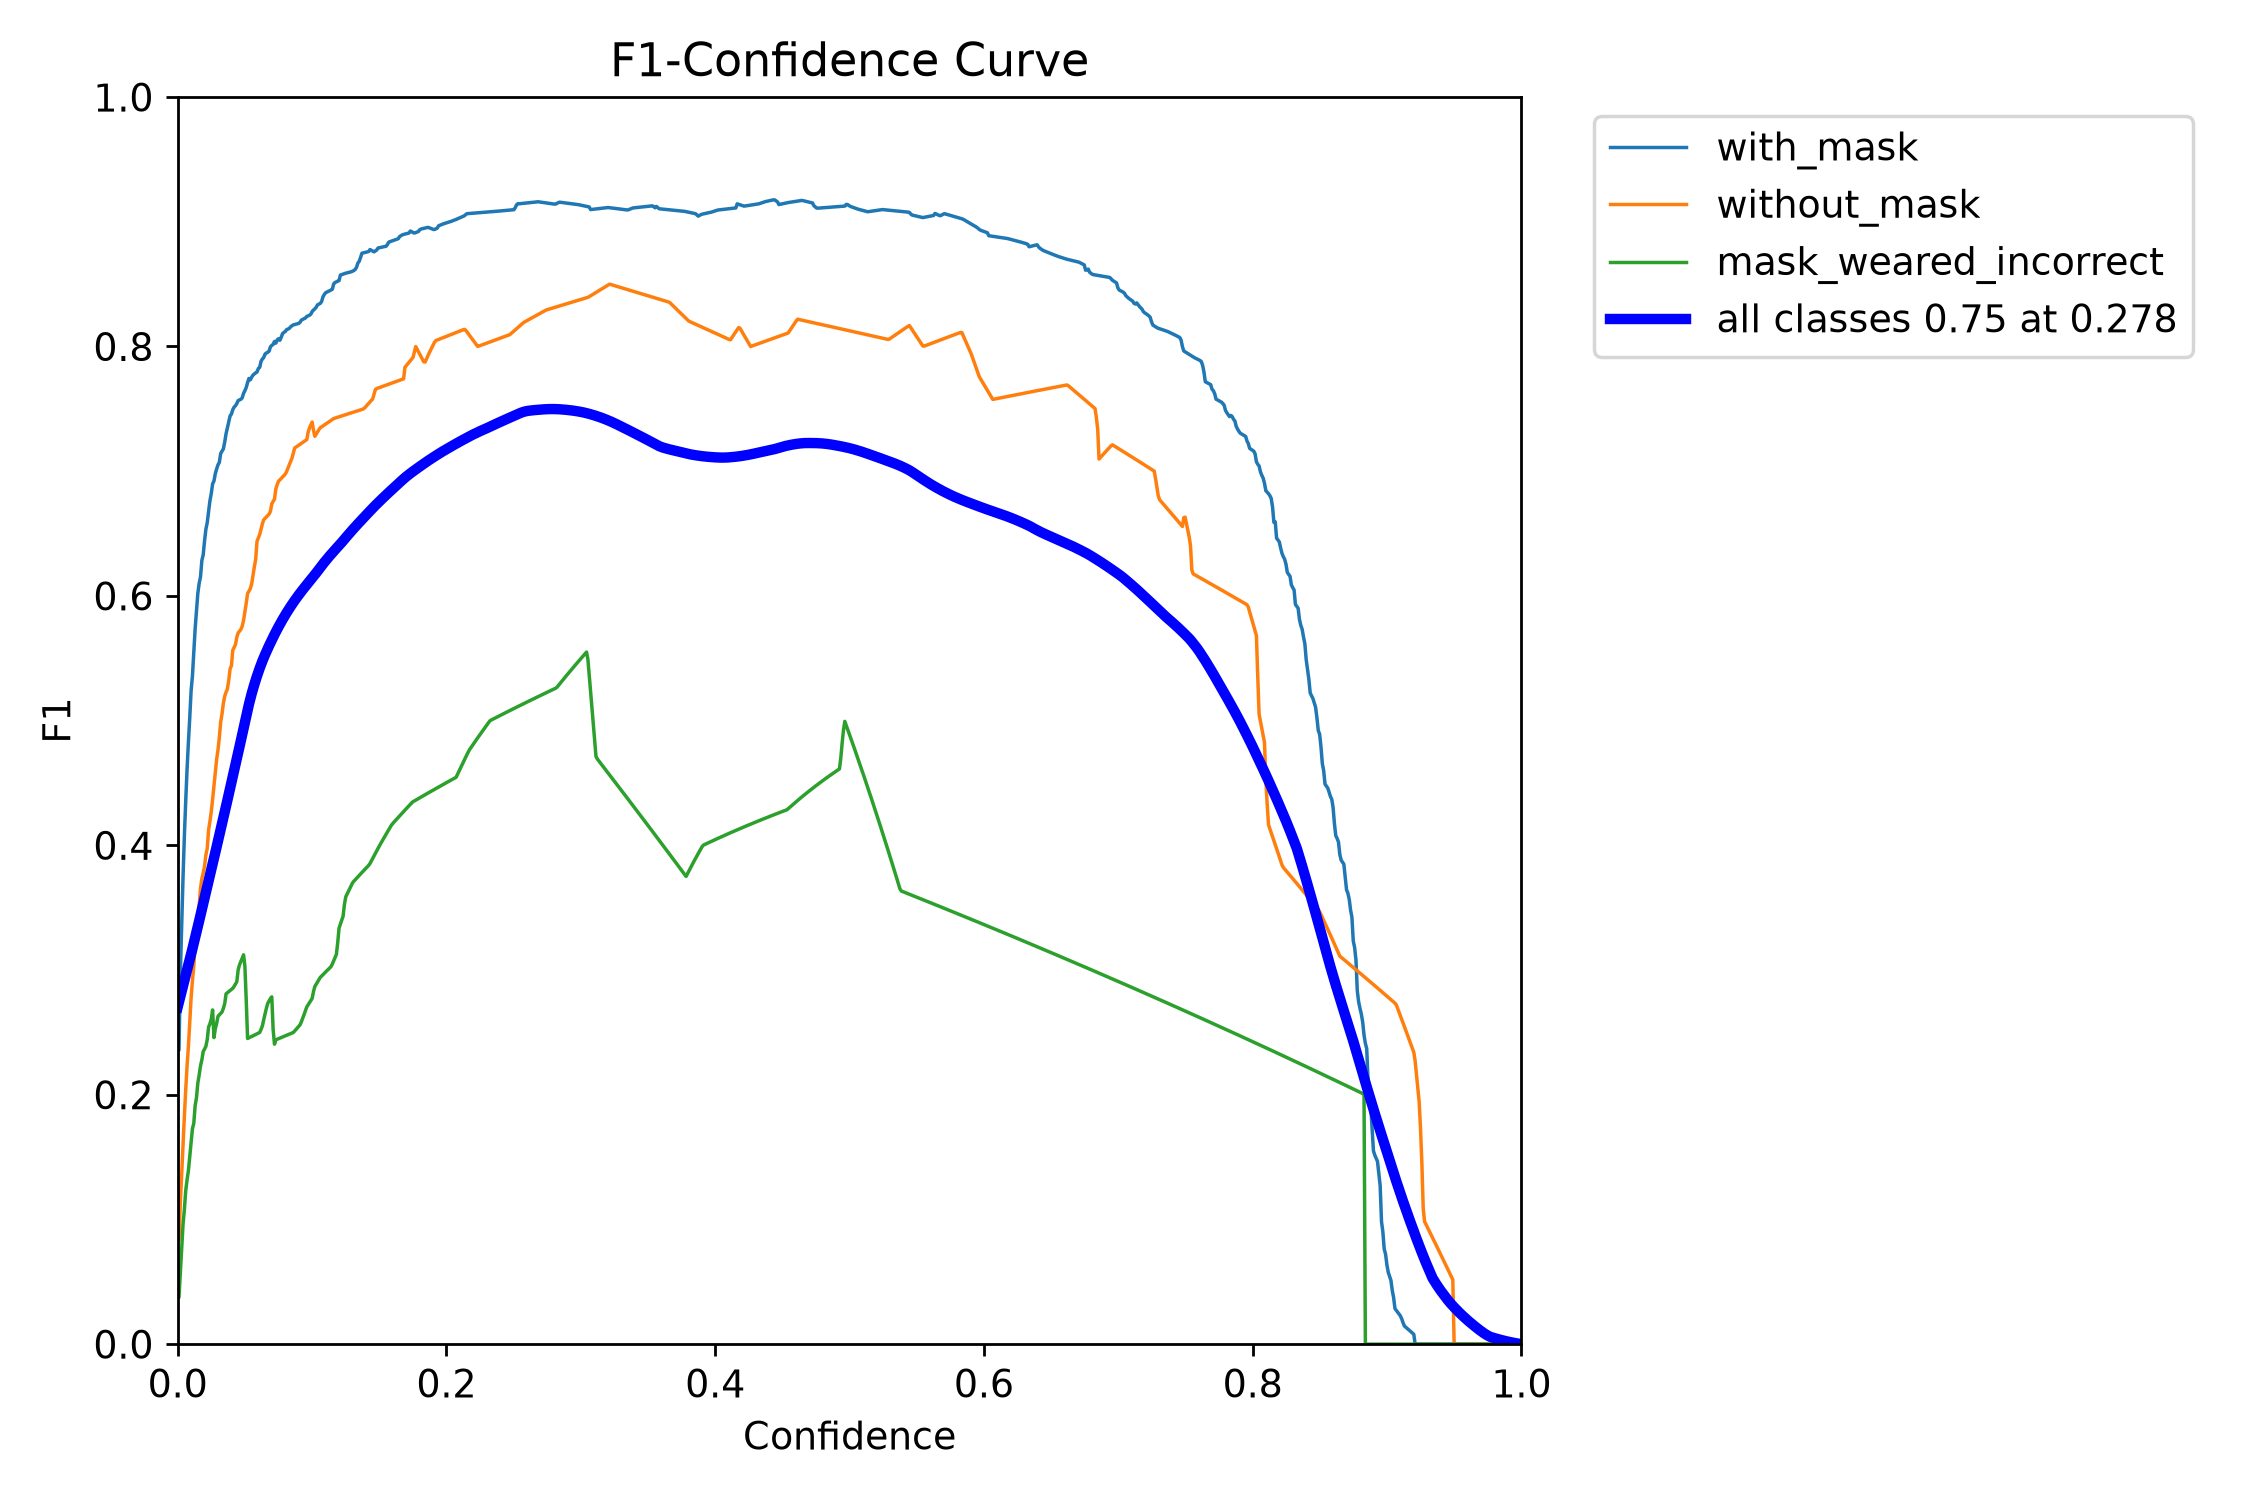 F1-Confidence Curve
1.0
0.8
0.6
0.4
0.2
0.0
F1
0.0 0.2 0.4 0.6 0.8 1.0
Confidence
with_mask
without_mask
mask_weared_incorrect
all classes 0.75 at 0.278